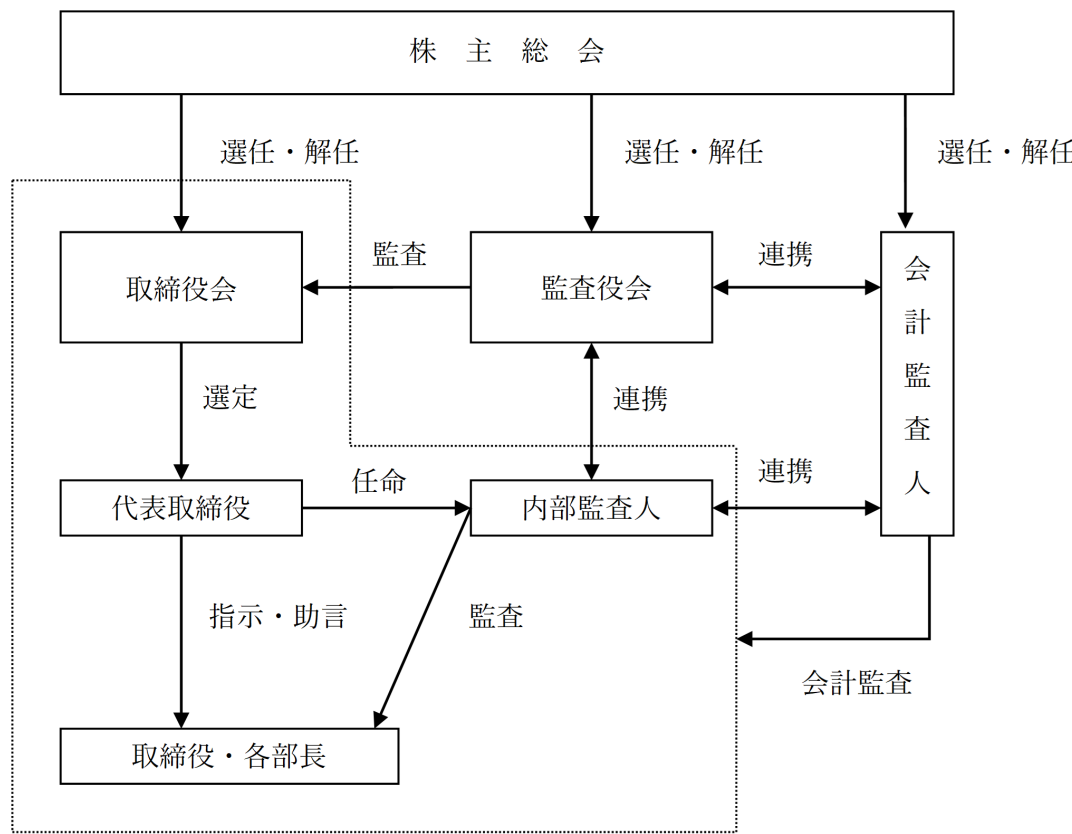 株主総会
選任・解任
選任・解任
選任・解任
取締役会
監査
監査役会
連携
会計監査人
選定
連携
代表取締役
任命
内部監査人
連携
指示・助言
監査
会計監査
取締役・各部長